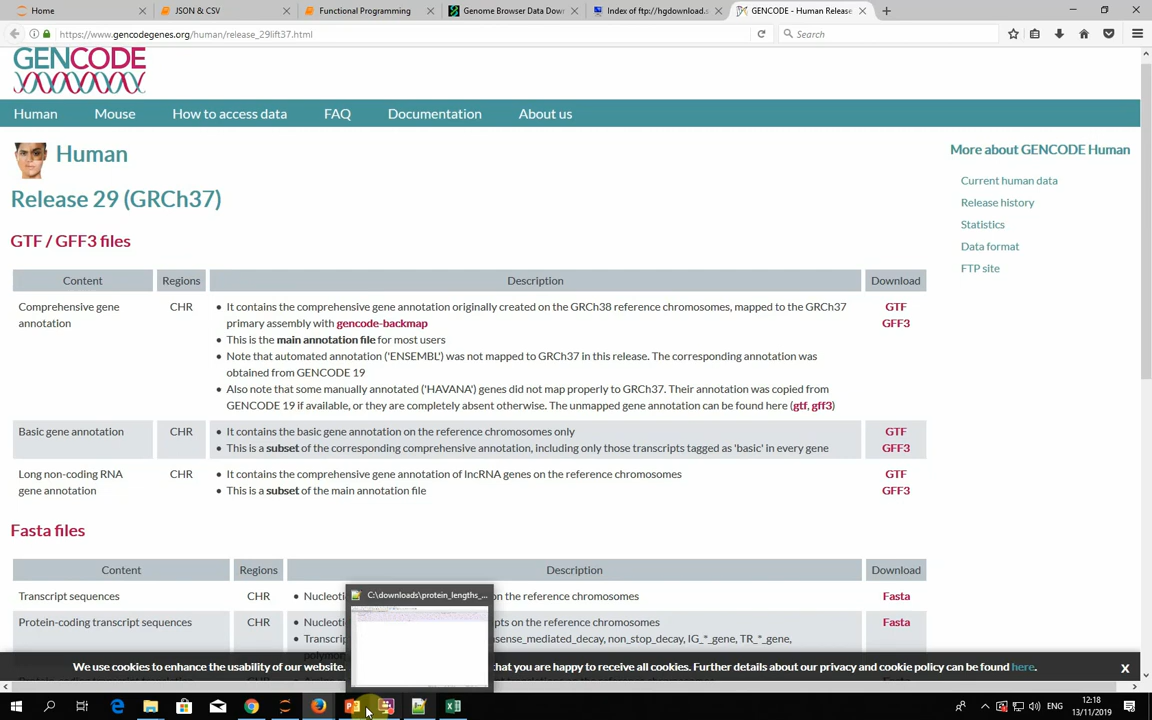 Home
JSON & CSV
Functional Programming
Genome Browser Data Dow
Index of ftp://hgdownload.s
GENCODE - Human Release
https://www.gencodegenes.org/human/release_29lift37.html
Search
GENCODE
Human Mouse How to access data FAQ Documentation About us
Human
More about GENCODE Human
Current human data
Release history
Statistics
Data format
FTP site
Release 29 (GRCh37)
GTF / GFF3 files
Content Regions Description Download
Comprehensive gene annotation
CHR
It contains the comprehensive gene annotation originally created on the GRCh38 reference chromosomes, mapped to the GRCh37
primary assembly with gencode-backmap
This is the main annotation file for most users
Note that automated annotation ('ENSEMBL') was not mapped to GRCh37 in this release. The corresponding annotation was
obtained from GENCODE 19
Also note that some manually annotated ('HAVANA') genes did not map properly to GRCh37. Their annotation was copied from
GENCODE 19 if available, or they are completely absent otherwise. The unmapped gene annotation can be found here (gtf, gff3)
GTF
GFF3
Basic gene annotation
CHR
It contains the basic gene annotation on the reference chromosomes only
This is a subset of the corresponding comprehensive annotation, including only those transcripts tagged as 'basic' in every gene
GTF
GFF3
Long non-coding RNA
gene annotation
CHR
It contains the comprehensive gene annotation of lncRNA genes on the reference chromosomes
This is a subset of the main annotation file
GTF
GFF3
Fasta files
Content Regions Description Download
Transcript sequences CHR Nucleoti on the reference chromosomes Fasta
Protein-coding transcript sequences CHR Nucleoti pts on the reference chromosomes Fasta
Transcri nsense_mediated_decay, non_stop_decay, IG_*_gene, TR_*_gene,
C:\downloads\protein_lengths_...
We use cookies to enhance the usability of our website. that you are happy to receive all cookies. Further details about our privacy and cookie policy can be found here. X
ENG
12:18
13/11/2019